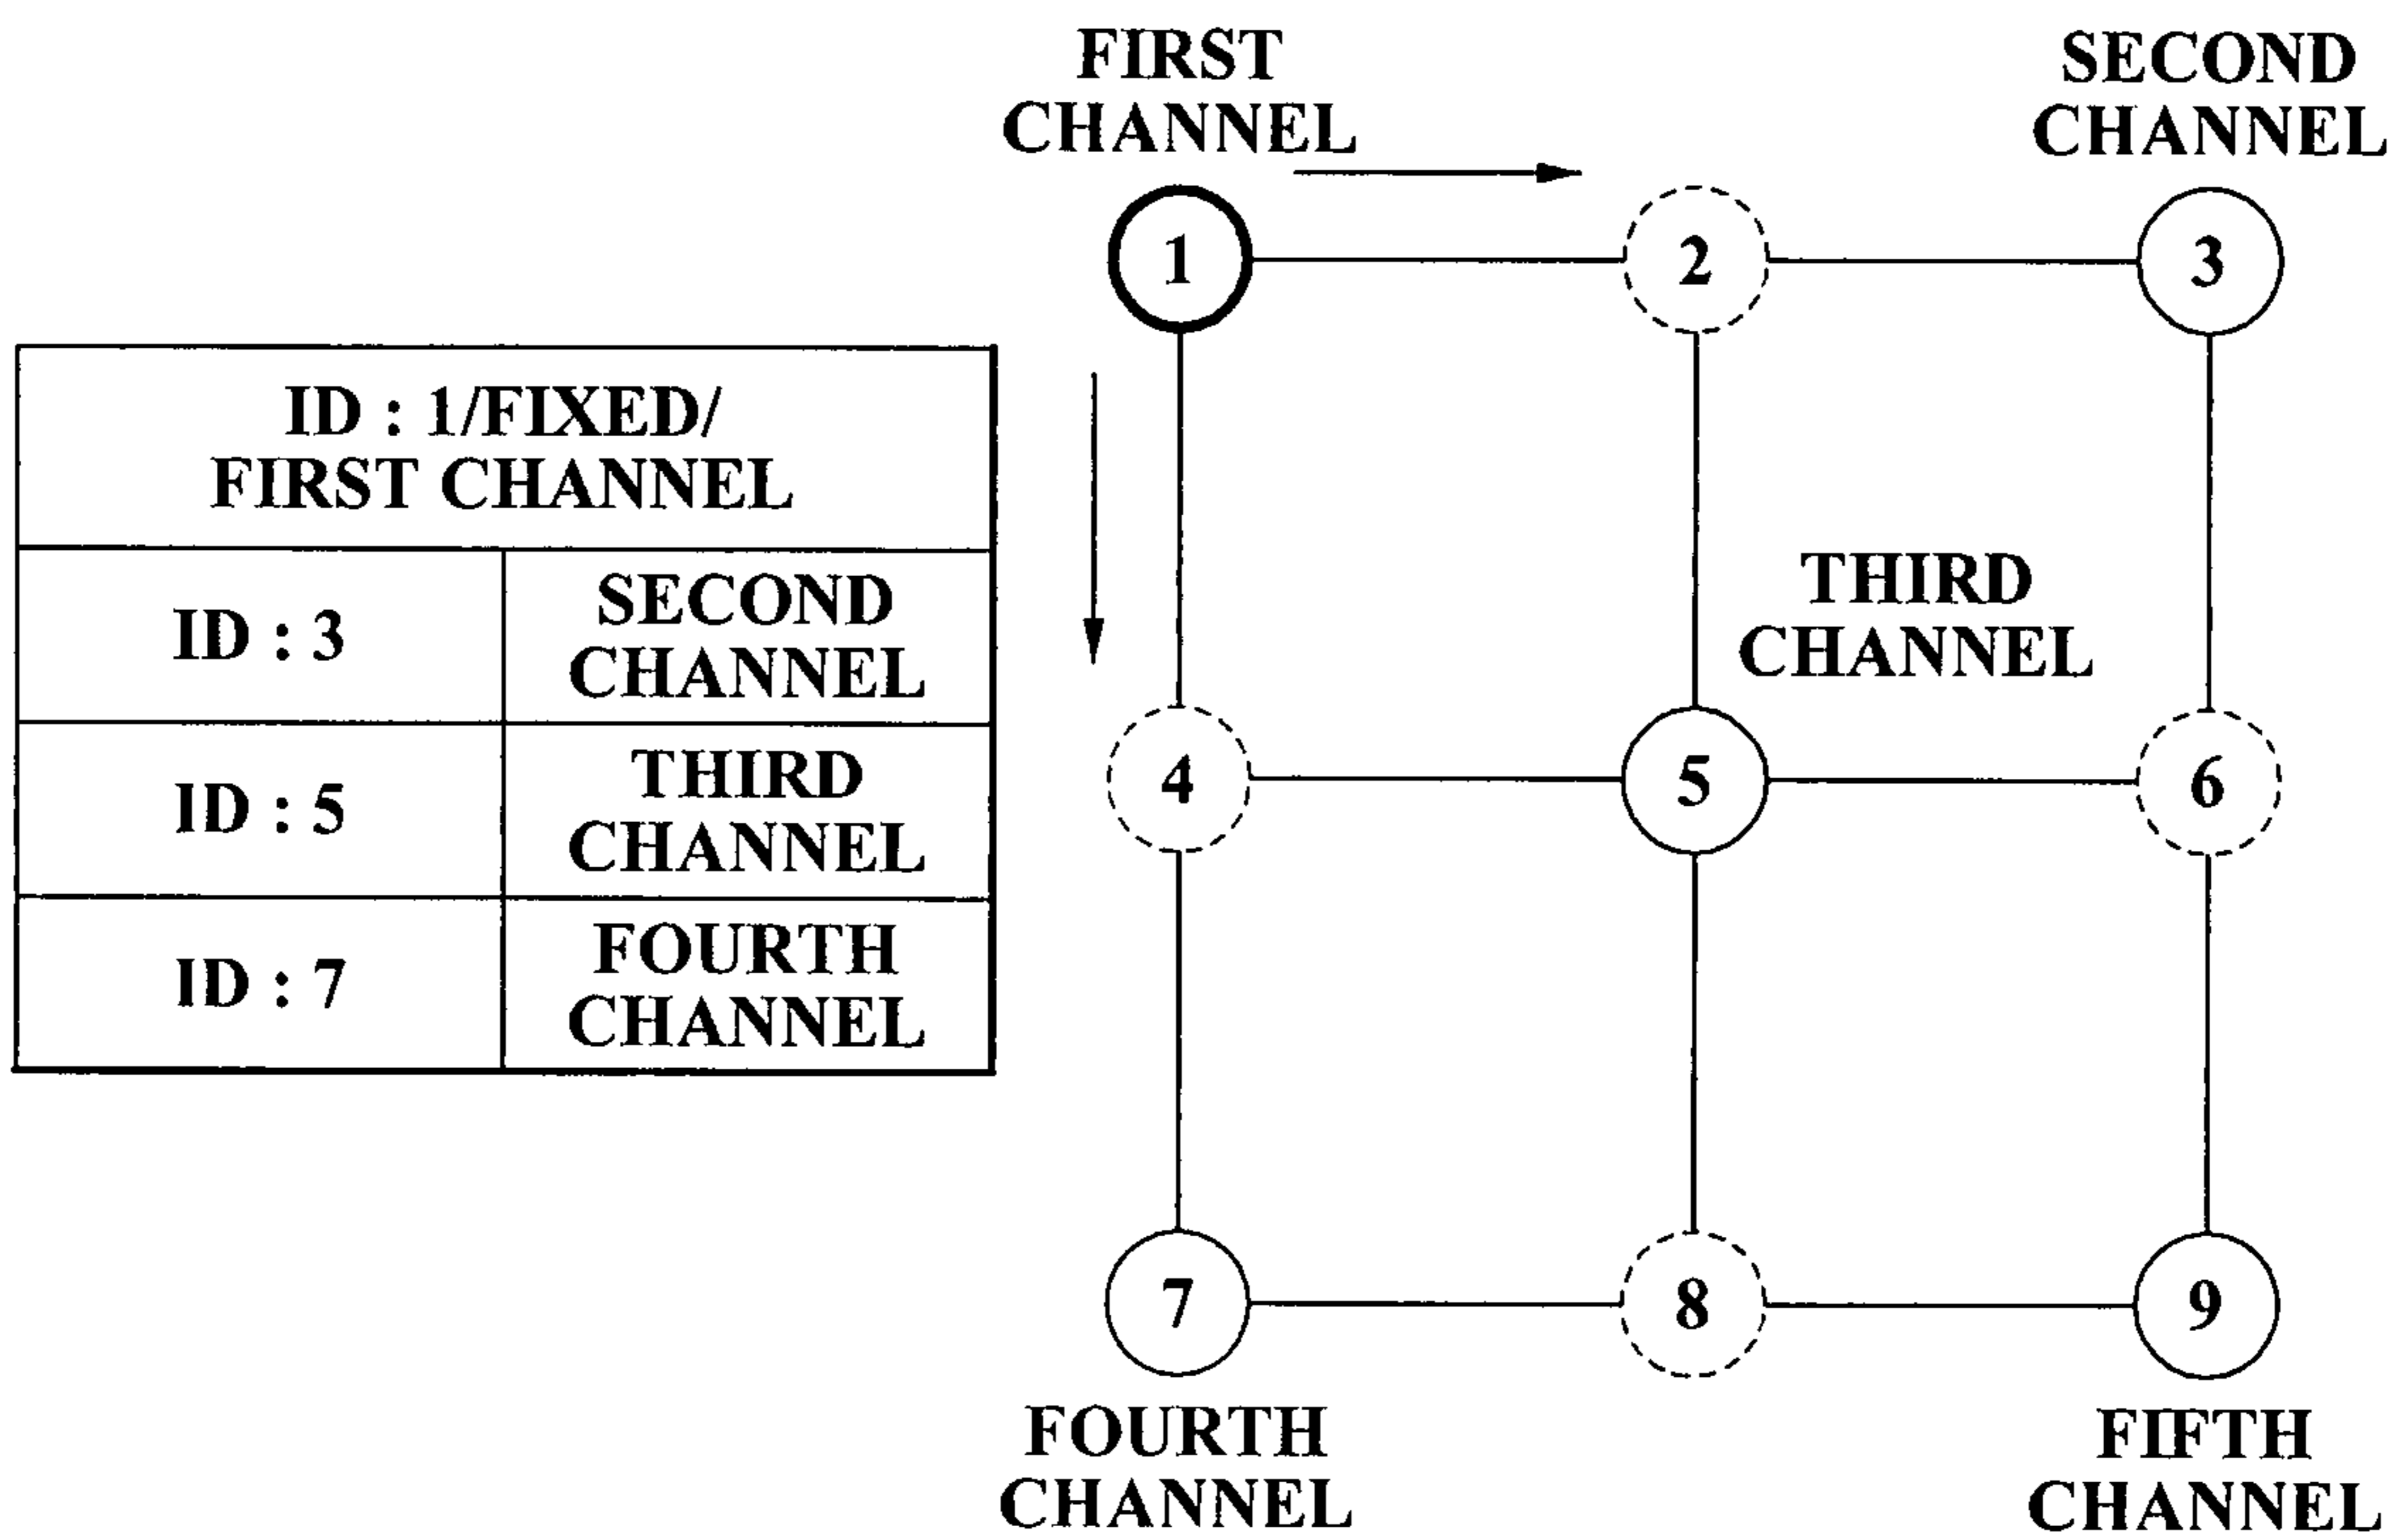 FIRST
CHANNEL
SECOND
CHANNEL
1
2
3
ID : 1/FIXED/
FIRST CHANNEL
ID : 3
SECOND
CHANNEL
ID : 5
THIRD
CHANNEL
ID : 7
FOURTH
CHANNEL
THIRD
CHANNEL
4
5
6
7
8
9
FOURTH
CHANNEL
FIFTH
CHANNEL